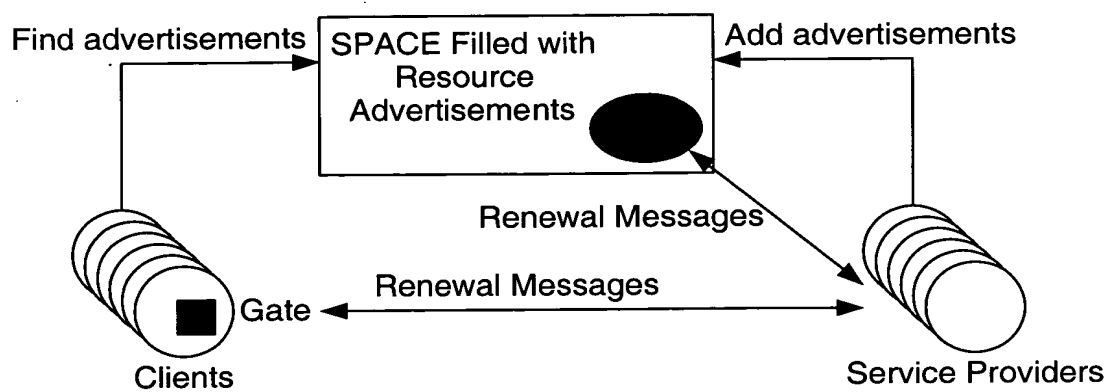 Find advertisements
SPACE Filled with
Resource
Advertisements
Add advertisements
Renewal Messages
Renewal Messages
Gate
Clients
Service Providers